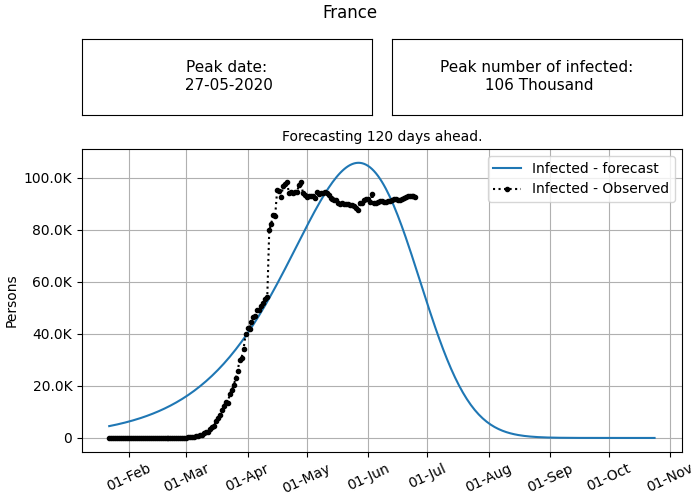 France
Peak date:
27-05-2020
Peak number of infected:
106 Thousand
Forecasting 120 days ahead.
Infected - forecast
Infected - Observed
100.0K
80.0K
60.0K
40.0K
20.0K
0
Persons
01-Feb
01-Mar
01-Apr
01-May
01-Jun
01-Jul
01-Aug
01-Sep
01-Oct
01-Nov